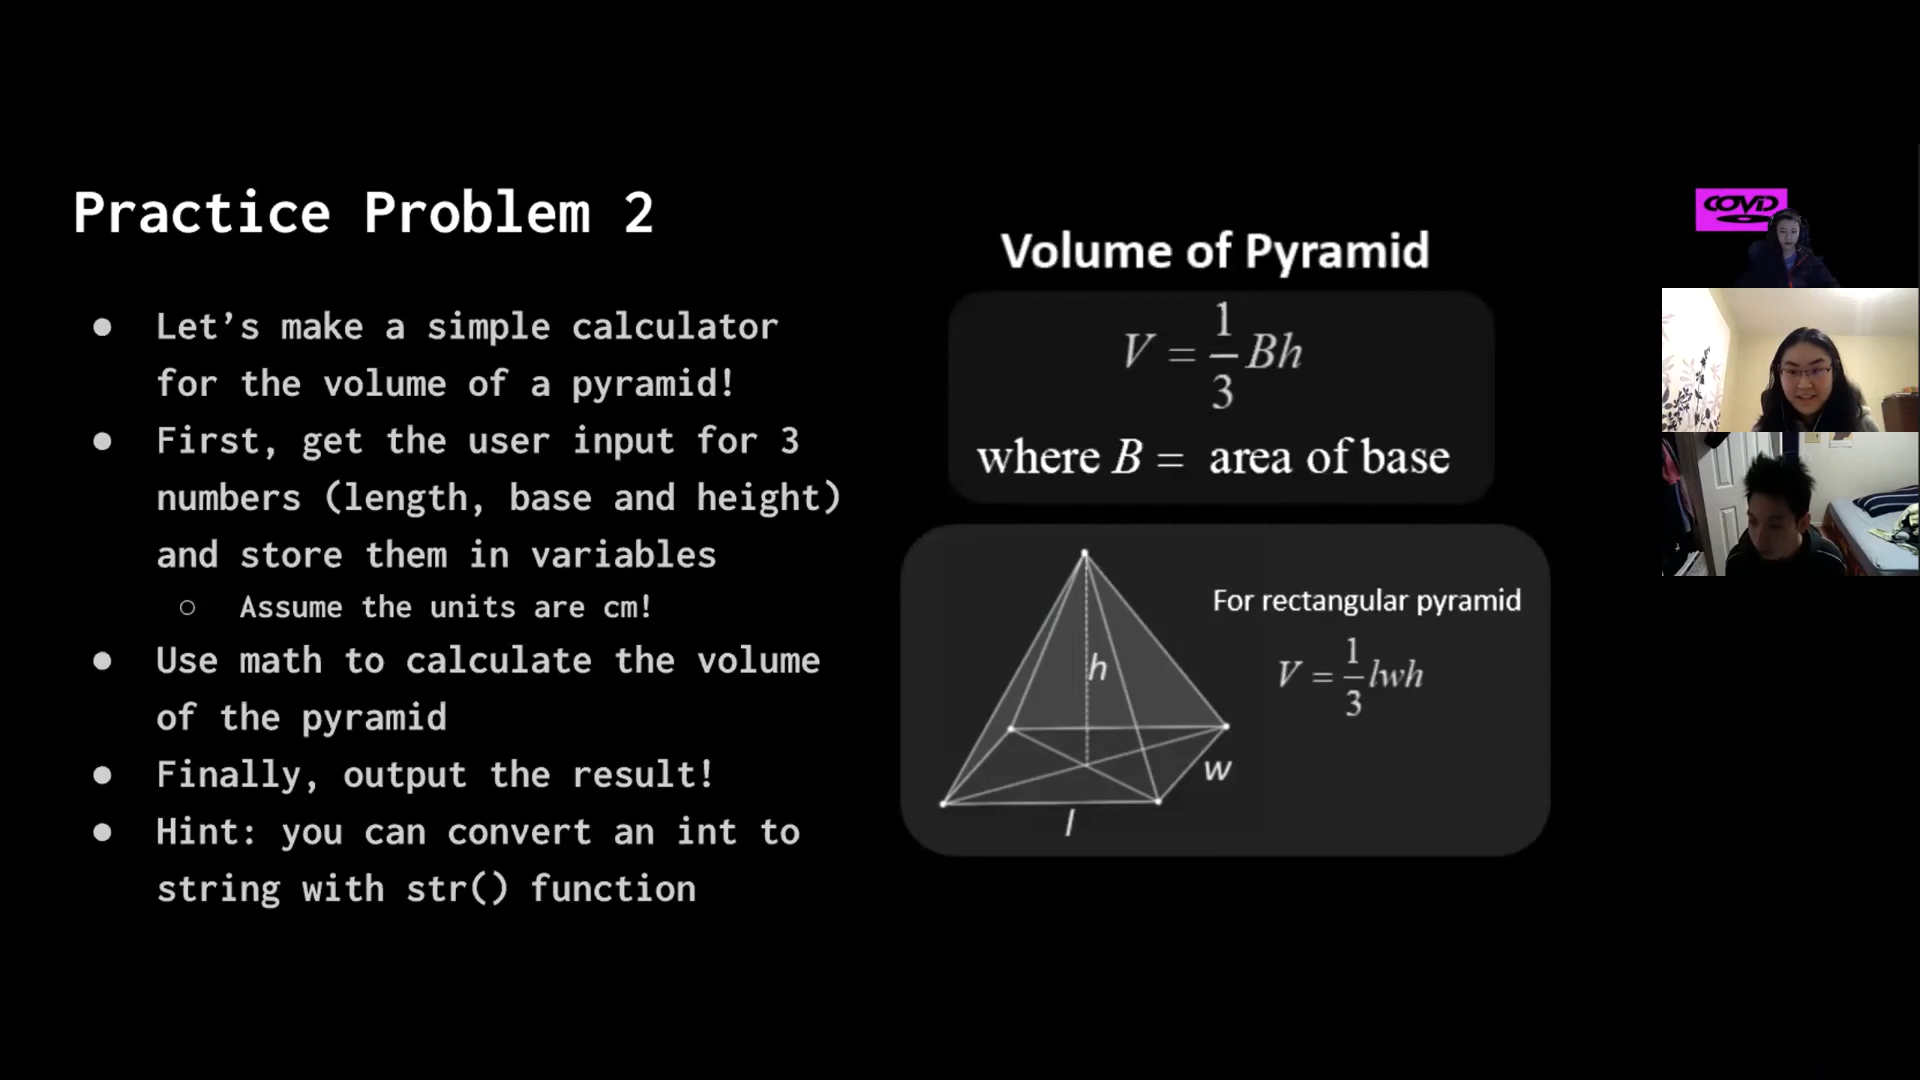 Practice Problem 2
● Let’s make a simple calculator
for the volume of a pyramid!
● First, get the user input for 3
numbers (length, base and height)
and store them in variables
○ Assume the units are cm!
● Use math to calculate the volume
of the pyramid
● Finally, output the result!
● Hint: you can convert an int to
string with str() function
Volume of Pyramid
V = 1/3 Bh
where B = area of base
h
w
l
For rectangular pyramid
V = 1/3 lwh
COVID